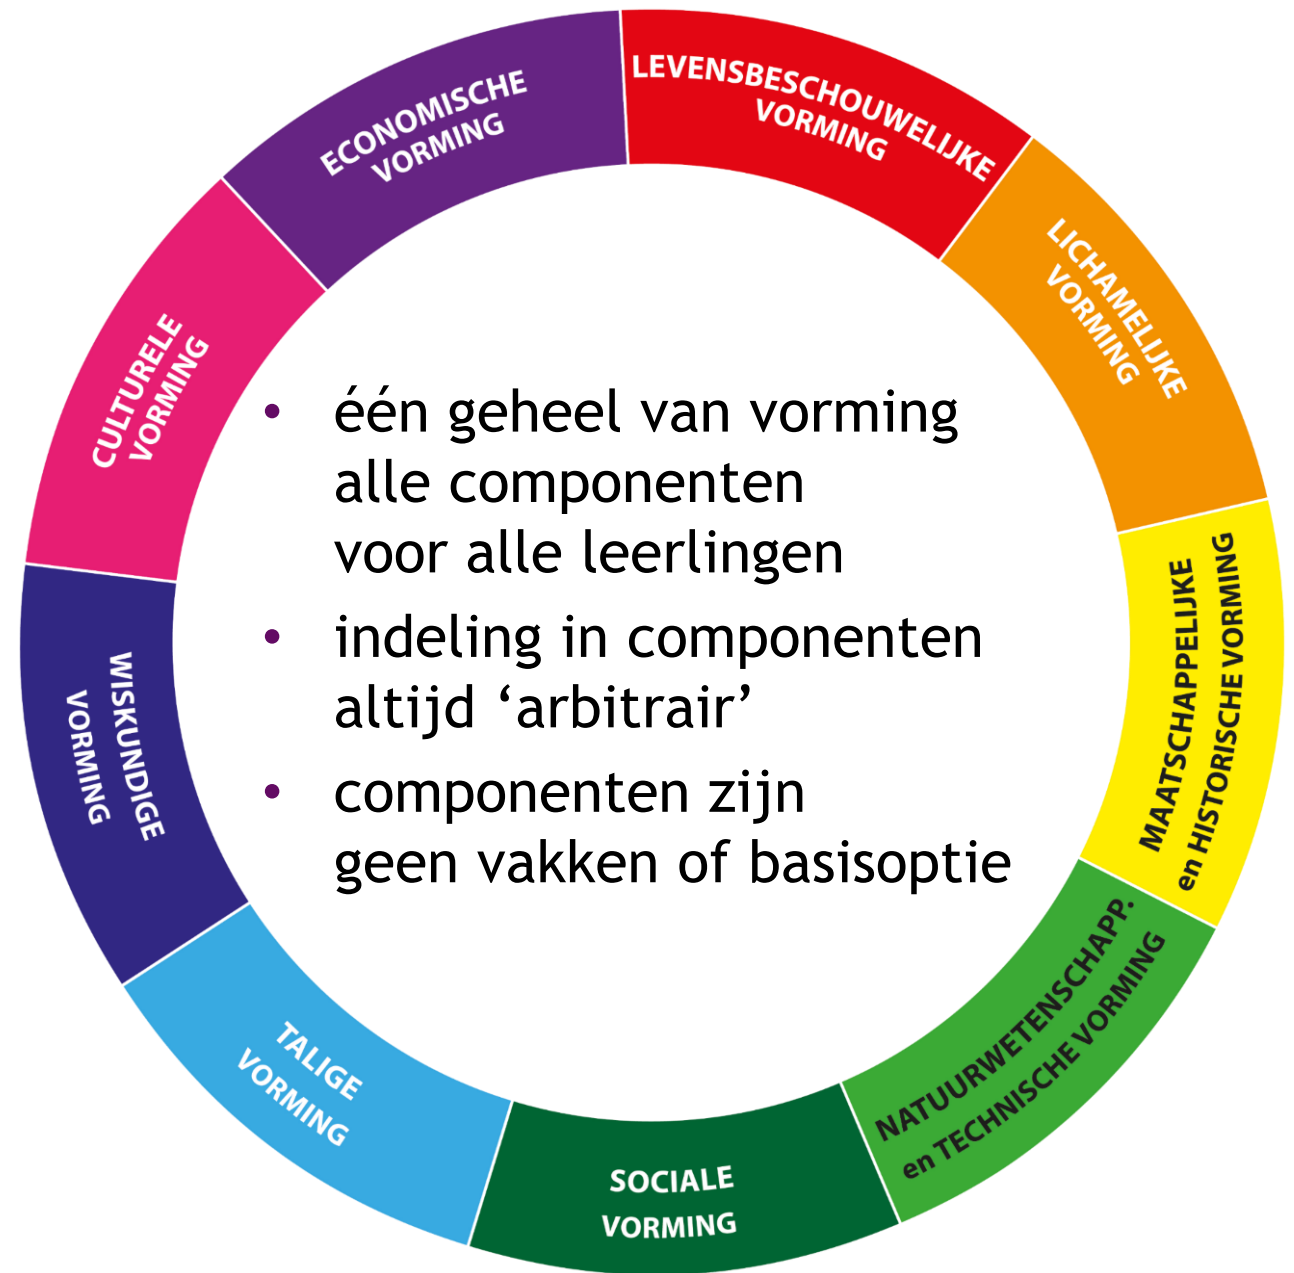 LEVENSBESCHOUWELIJKE
VORMING
LICHAMELIJKE
VORMING
MAATSCHAPPELIJKE
en HISTORISCHE VORMING
NATUURWETENSCHAPP.
en TECHNISCHE VORMING
SOCIALE
VORMING
TALIGE
VORMING
WISKUNDIGE
VORMING
CULTURELE
VORMING
ECONOMISCHE
VORMING
• één geheel van vorming
alle componenten
voor alle leerlingen
• indeling in componenten
altijd ‘arbitrair’
• componenten zijn
geen vakken of basisoptie